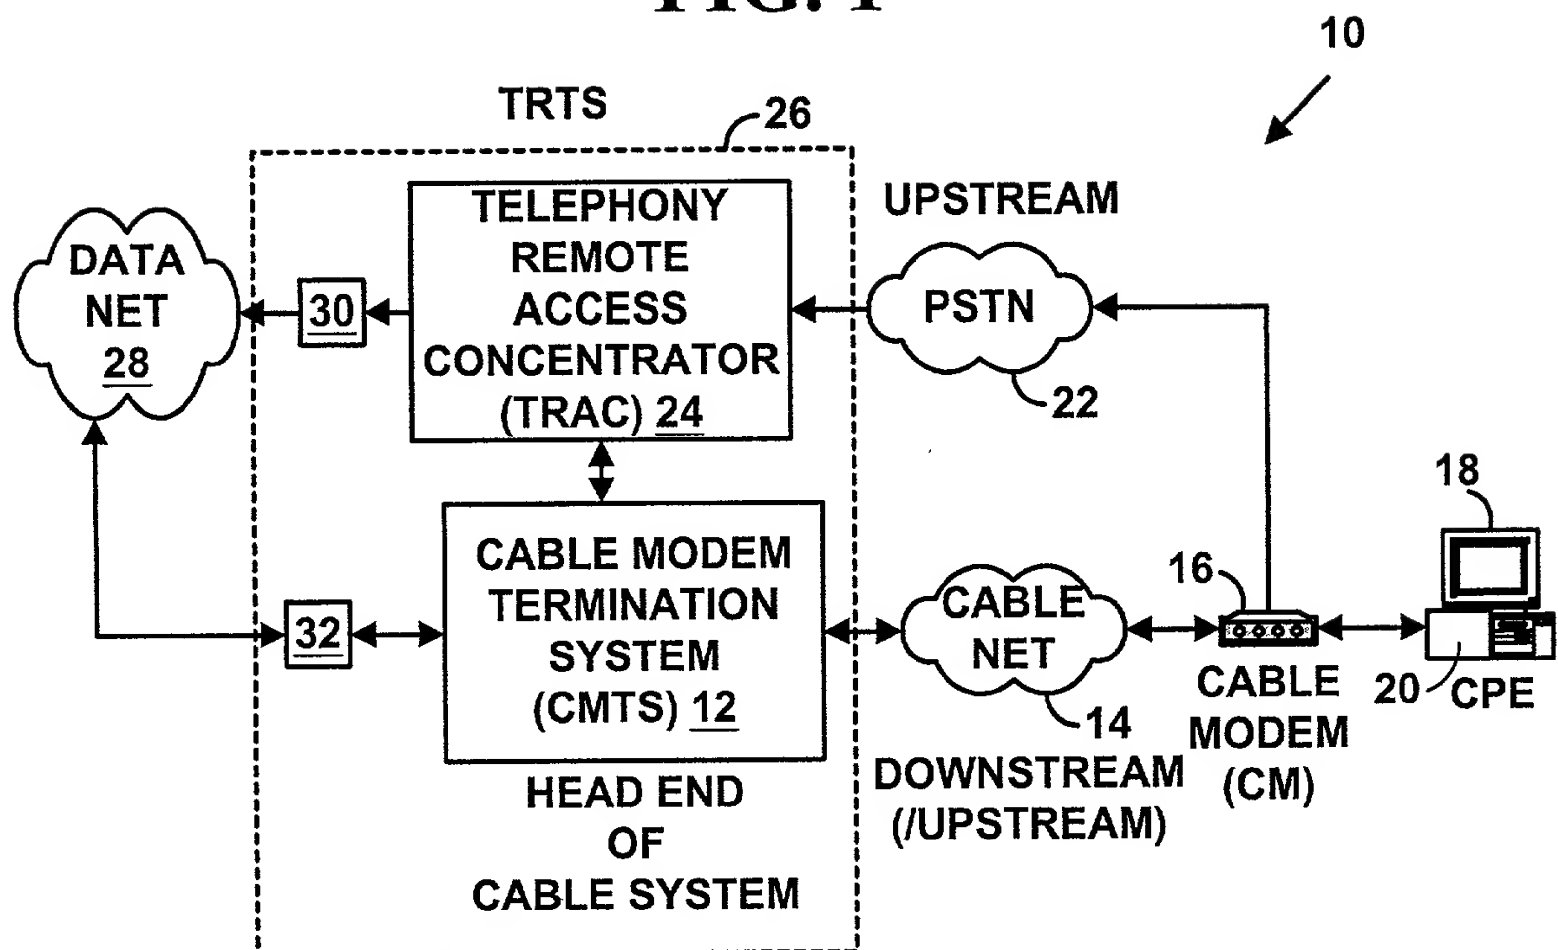 FIG. 1
10
TRTS
26
UPSTREAM
TELEPHONY
REMOTE
ACCESS
CONCENTRATOR
(TRAC) 24
DATA
NET
28
30
PSTN
22
18
CABLE MODEM
TERMINATION
SYSTEM
(CMTS) 12
32
CABLE
NET
14
16
20
CPE
CABLE
MODEM
(CM)
DOWNSTREAM
(/UPSTREAM)
HEAD END
OF
CABLE SYSTEM